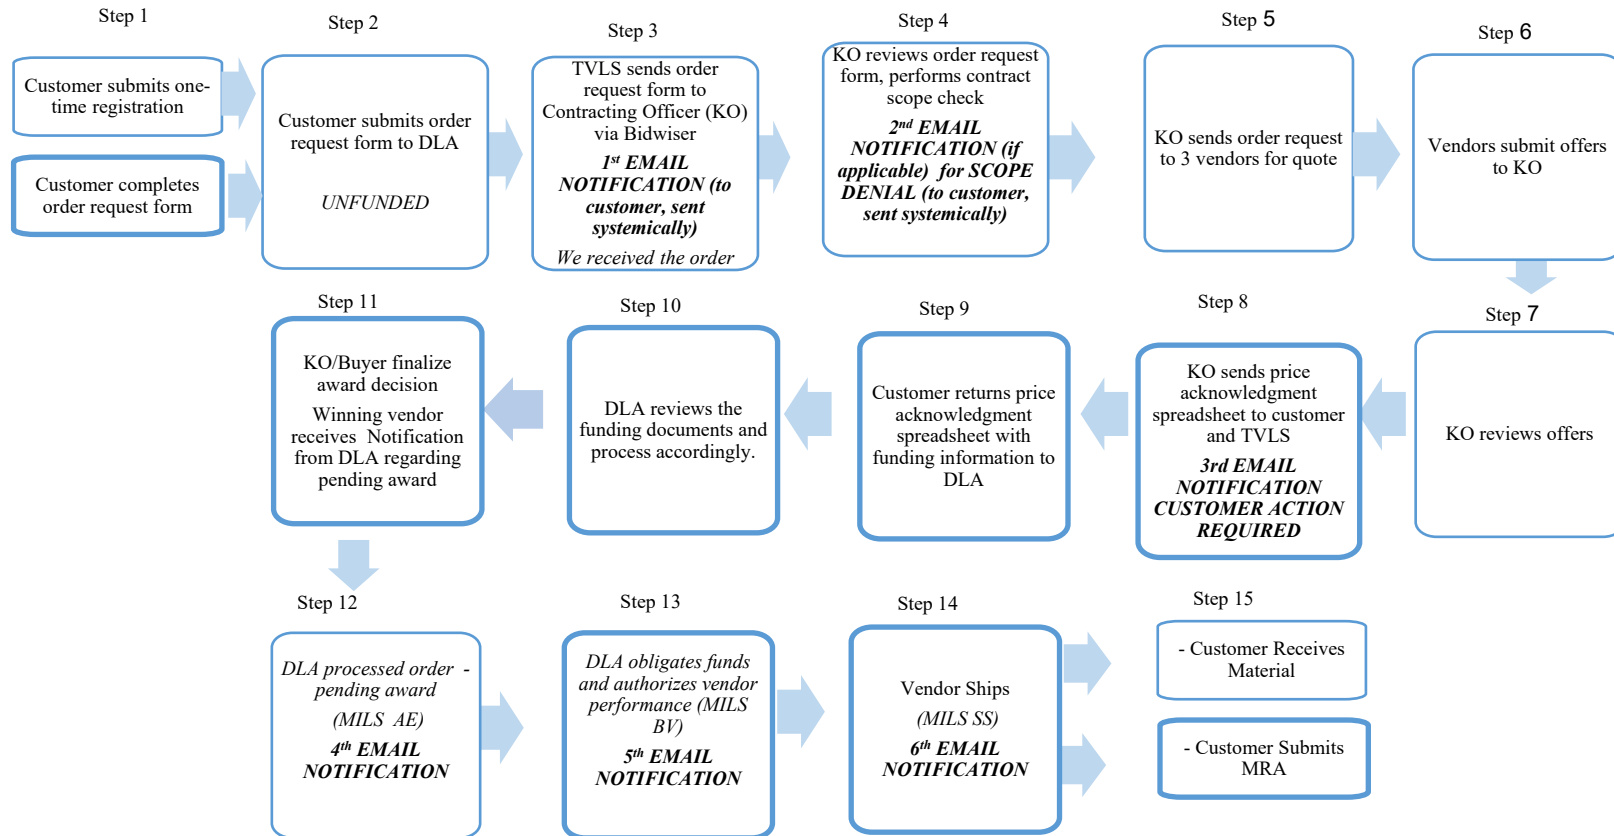 Step 1
Customer submits one-
time registration
Customer completes
order request form
Step 2
Customer submits order
request form to DLA
UNFUNDED
Step 3
TVLS sends order
request form to
Contracting Officer (KO)
via Bidwiser
1st EMAIL
NOTIFICATION (to
customer, sent
systemically)
We received the order
Step 4
KO reviews order request
form, performs contract
scope check
2nd EMAIL
NOTIFICATION (if
applicable) for SCOPE
DENIAL (to customer,
sent systemically)
Step 5
KO sends order request
to 3 vendors for quote
Step 6
Vendors submit offers
to KO
Step 7
KO reviews offers
Step 8
KO sends price
acknowledgment
spreadsheet to customer
and TVLS
3rd EMAIL
NOTIFICATION
CUSTOMER ACTION
REQUIRED
Step 9
Customer returns price
acknowledgment
spreadsheet with
funding information to
DLA
Step 10
DLA reviews the
funding documents and
process accordingly.
Step 11
KO/Buyer finalize
award decision
Winning vendor
receives Notification
from DLA regarding
pending award
Step 12
DLA processed order -
pending award
(MILS AE)
4th EMAIL
NOTIFICATION
Step 13
DLA obligates funds
and authorizes vendor
performance (MILS
BV)
5th EMAIL
NOTIFICATION
Step 14
Vendor Ships
(MILS SS)
6th EMAIL
NOTIFICATION
Step 15
- Customer Receives
Material
- Customer Submits
MRA